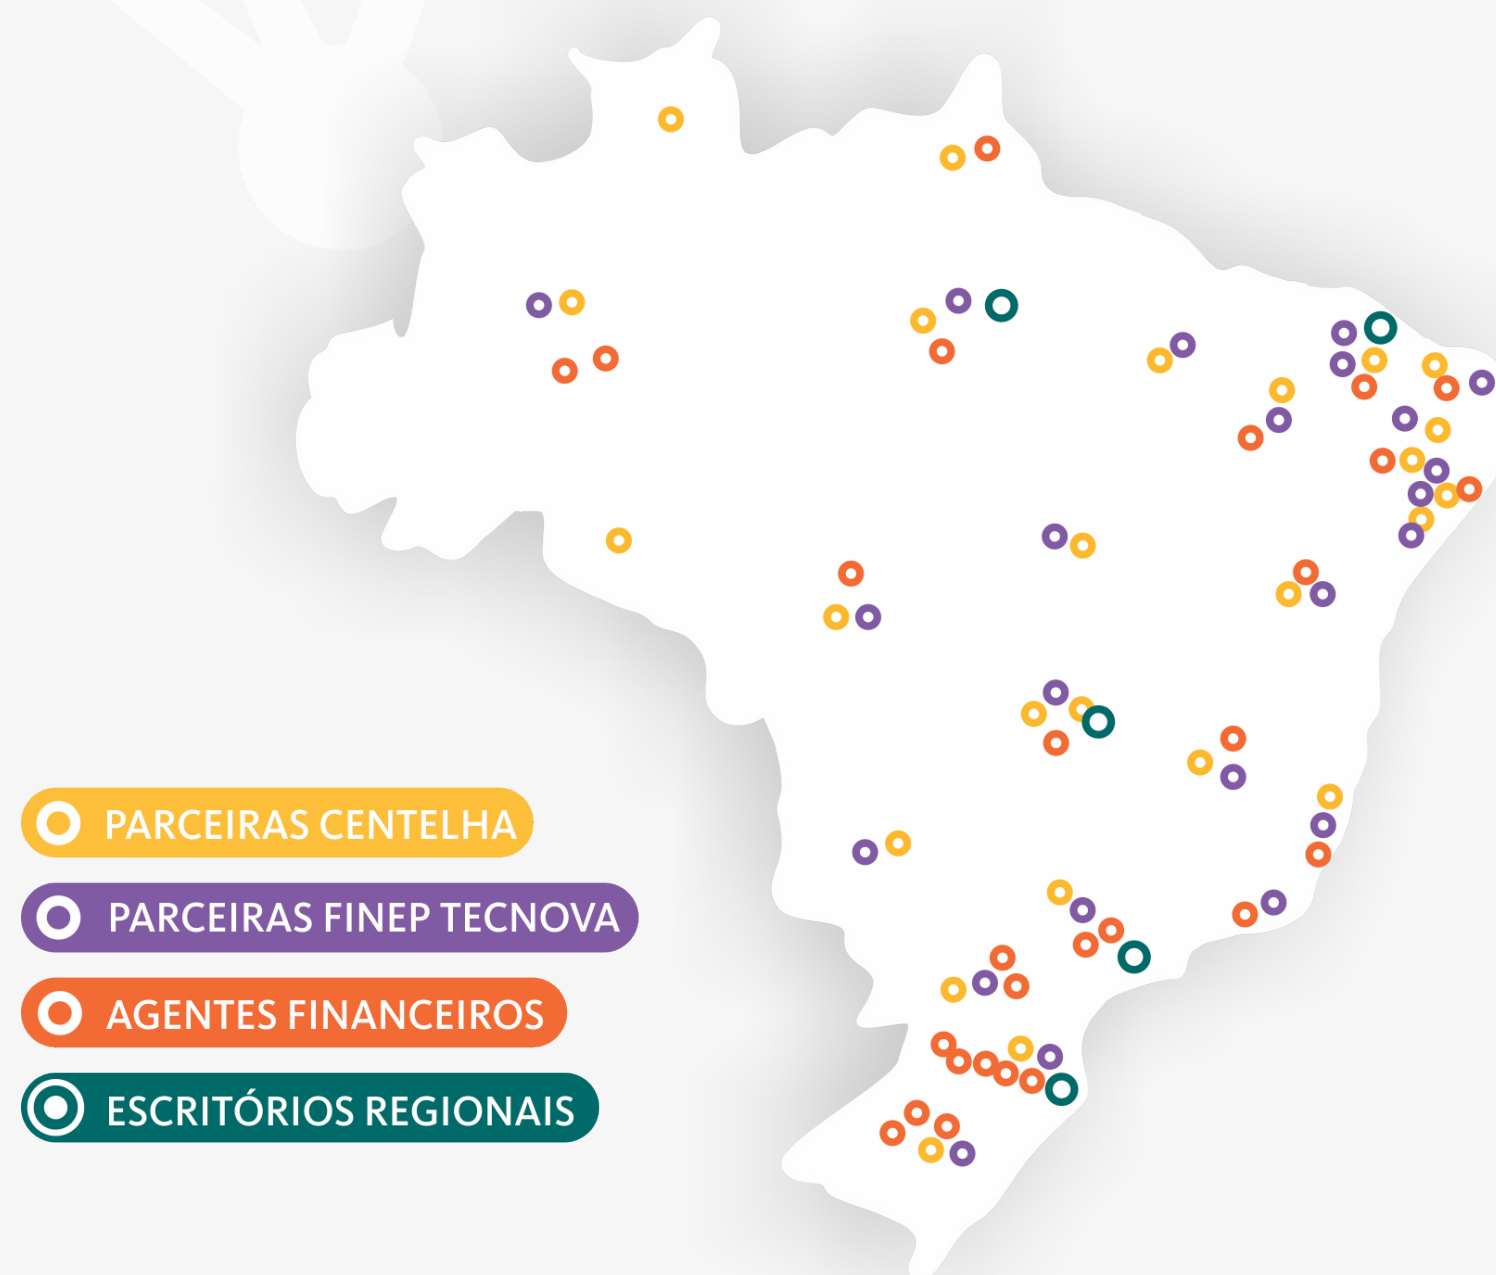 PARCEIRAS CENTELHA
PARCEIRAS FINEP TECNOVA
AGENTES FINANCEIROS
ESCRITÓRIOS REGIONAIS